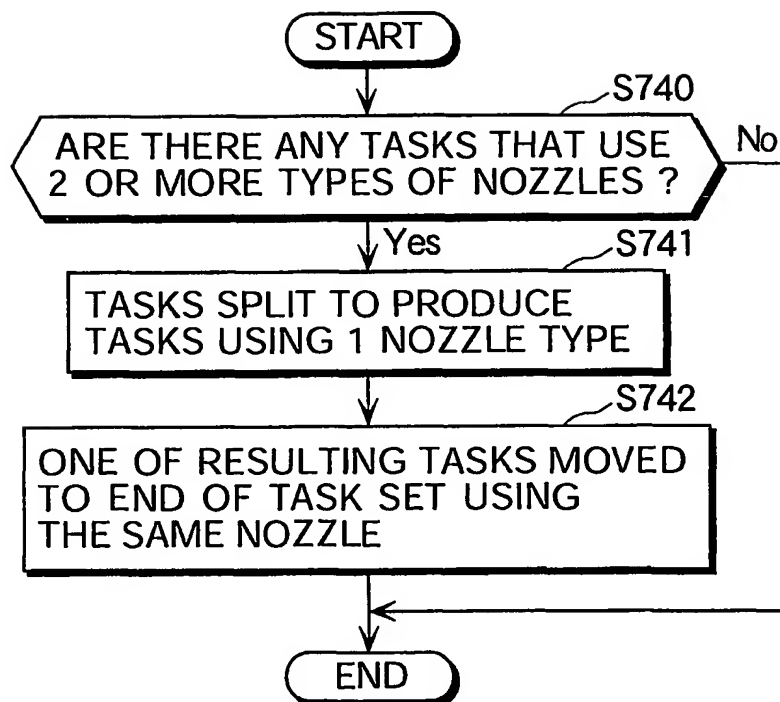 START
S740
ARE THERE ANY TASKS THAT USE
2 OR MORE TYPES OF NOZZLES ?
No
Yes
S741
TASKS SPLIT TO PRODUCE
TASKS USING 1 NOZZLE TYPE
S742
ONE OF RESULTING TASKS MOVED
TO END OF TASK SET USING
THE SAME NOZZLE
END